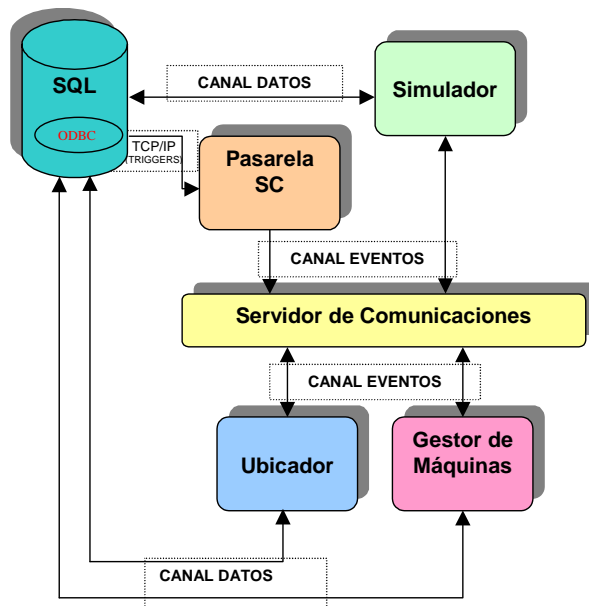 SQL
CANAL DATOS
Simulador
ODBC
TCP/IP
(TRIGGERS)
Pasarela
SC
CANAL EVENTOS
Servidor de Comunicaciones
CANAL EVENTOS
Ubicador
Gestor de
Máquinas
CANAL DATOS